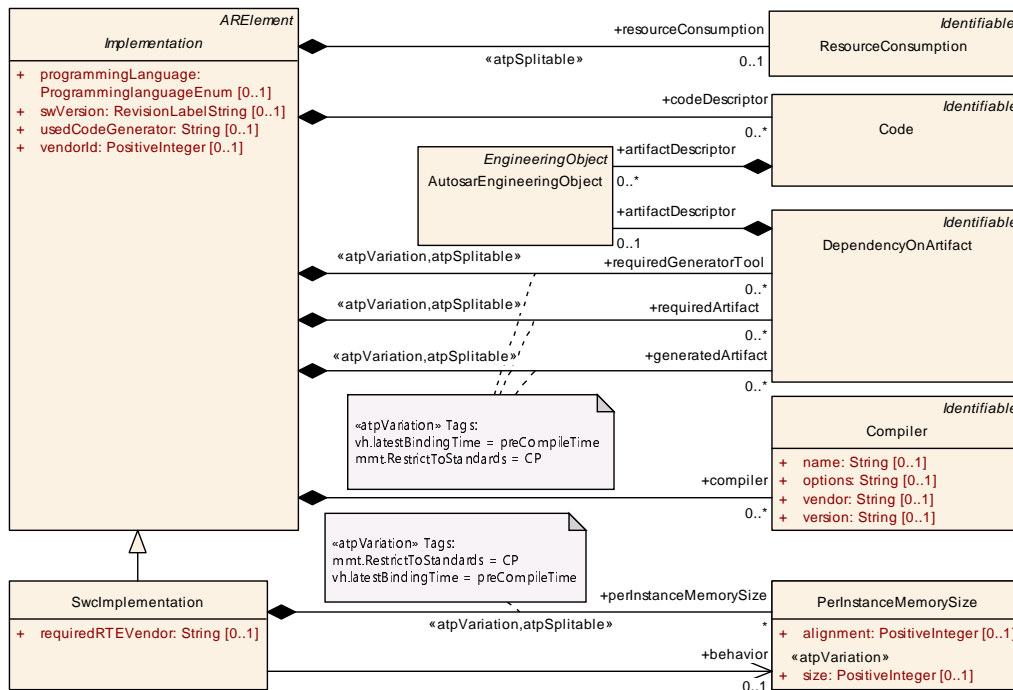 ARElement
Implementation
+ programmingLanguage:
ProgramminglanguageEnum [0..1]
+ swVersion: RevisionLabelString [0..1]
+ usedCodeGenerator: String [0..1]
+ vendorId: PositiveInteger [0..1]
+resourceConsumption
«atpSplitable»
0..1
Identifiable
ResourceConsumption
+codeDescriptor
0..*
Identifiable
Code
EngineeringObject
AutosarEngineeringObject
+artifactDescriptor
0..*
+artifactDescriptor
0..1
Identifiable
DependencyOnArtifact
«atpVariation,atpSplitable»
+requiredGeneratorTool
0..*
«atpVariation,atpSplitable»
+requiredArtifact
0..*
«atpVariation,atpSplitable»
+generatedArtifact
0..*
«atpVariation» Tags:
vh.latestBindingTime = preCompileTime
mmt.RestrictToStandards = CP
Identifiable
Compiler
+ name: String [0..1]
+ options: String [0..1]
+ vendor: String [0..1]
+ version: String [0..1]
+compiler
0..*
«atpVariation» Tags:
mmt.RestrictToStandards = CP
vh.latestBindingTime = preCompileTime
SwcImplementation
+ requiredRTEVendor: String [0..1]
+perInstanceMemorySize
«atpVariation,atpSplitable»
*
+behavior
0..1
PerInstanceMemorySize
+ alignment: PositiveInteger [0..1]
«atpVariation»
+ size: PositiveInteger [0..1]